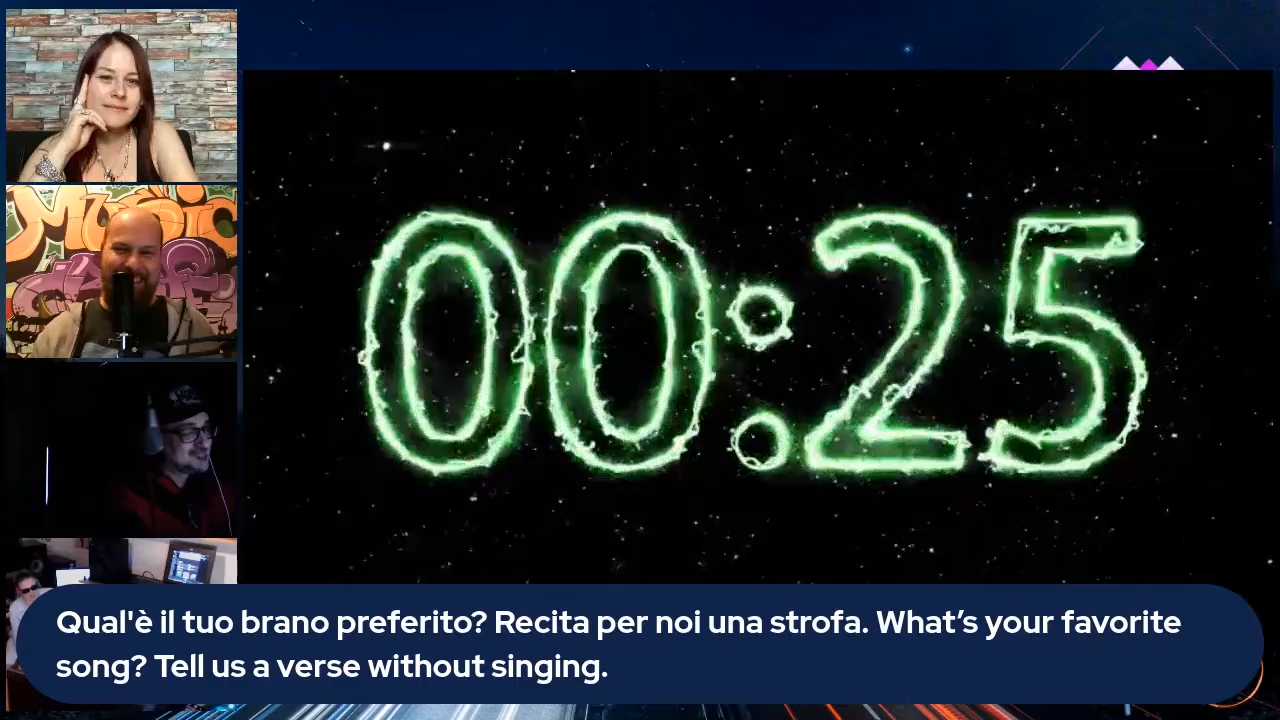 MUSIC
00:25
Qual'è il tuo brano preferito? Recita per noi una strofa. What’s your favorite
song? Tell us a verse without singing.